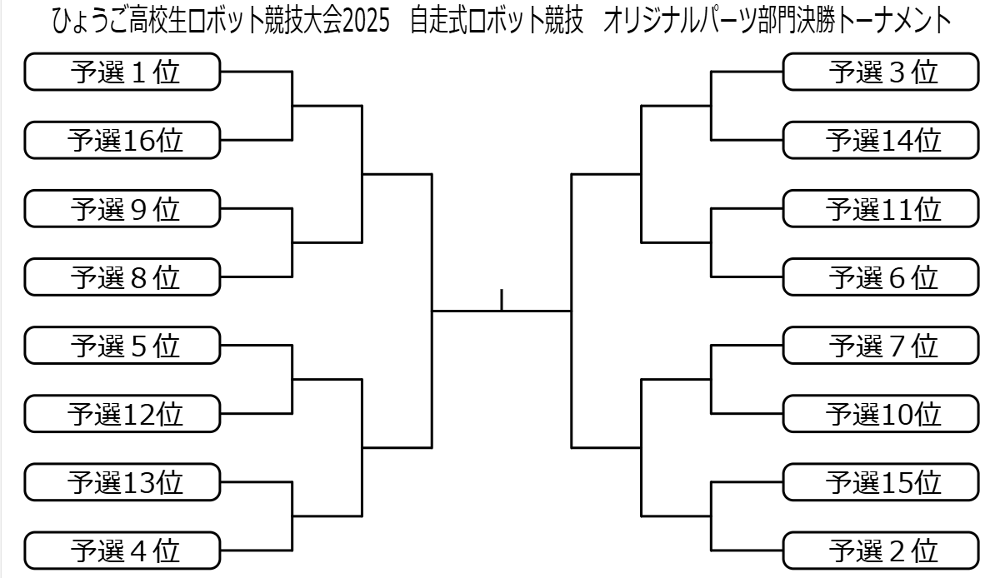 ひょうご高校生ロボット競技大会2025　自走式ロボット競技　オリジナルパーツ部門決勝トーナメント
予選１位
予選16位
予選９位
予選８位
予選５位
予選12位
予選13位
予選４位
予選３位
予選14位
予選11位
予選６位
予選７位
予選10位
予選15位
予選２位